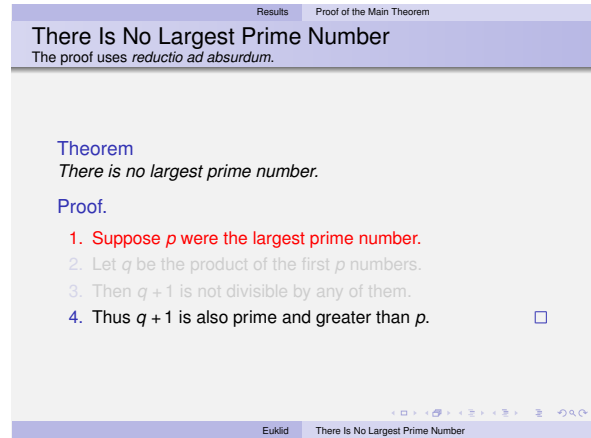 Results Proof of the Main Theorem
There Is No Largest Prime Number
The proof uses reductio ad absurdum.
Theorem
There is no largest prime number.
Proof.
1. Suppose p were the largest prime number.
2. Let q be the product of the first p numbers.
3. Then q + 1 is not divisible by any of them.
4. Thus q + 1 is also prime and greater than p.
Euklid There Is No Largest Prime Number